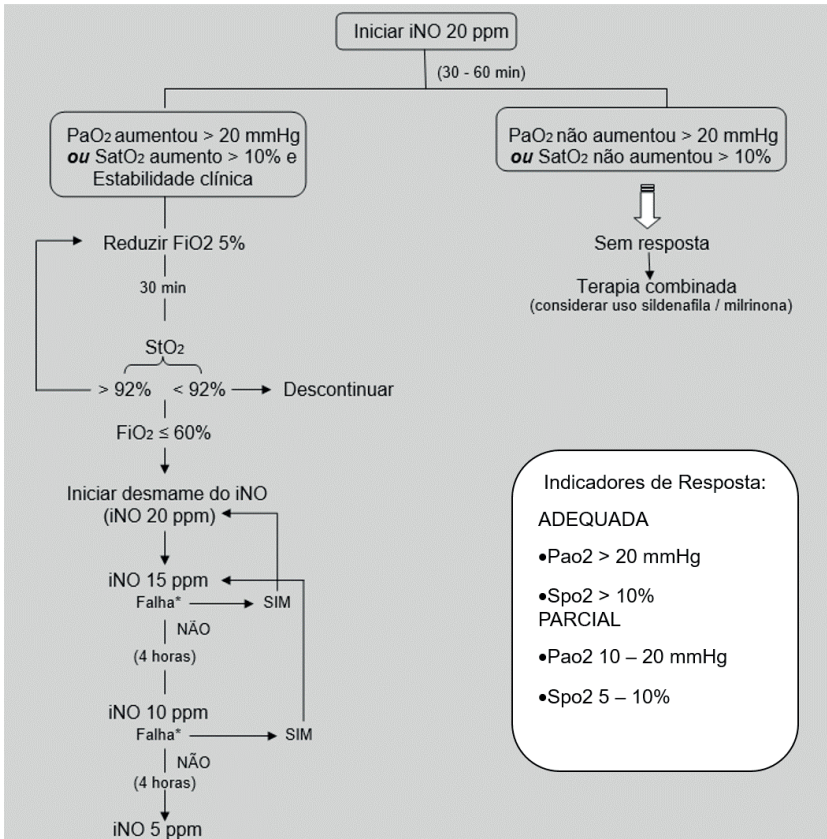 Iniciar iNO 20 ppm
(30 - 60 min)
PaO2 aumentou > 20 mmHg
ou SatO2 aumento > 10% e
Estabilidade clínica
PaO2 não aumentou > 20 mmHg
ou SatO2 não aumentou > 10%
Reduzir FiO2 5%
30 min
StO2
> 92% < 92% Descontinuar
FiO2 ≤ 60%
Sem resposta
Terapia combinada
(considerar uso sildenafila / milrinona)
Iniciar desmame do iNO
(iNO 20 ppm)
iNO 15 ppm
Falha* SIM
NÃO
(4 horas)
iNO 10 ppm
Falha* SIM
NÃO
(4 horas)
iNO 5 ppm
Indicadores de Resposta:
ADEQUADA
•Pao2 > 20 mmHg
•Spo2 > 10%
PARCIAL
•Pao2 10 – 20 mmHg
•Spo2 5 – 10%